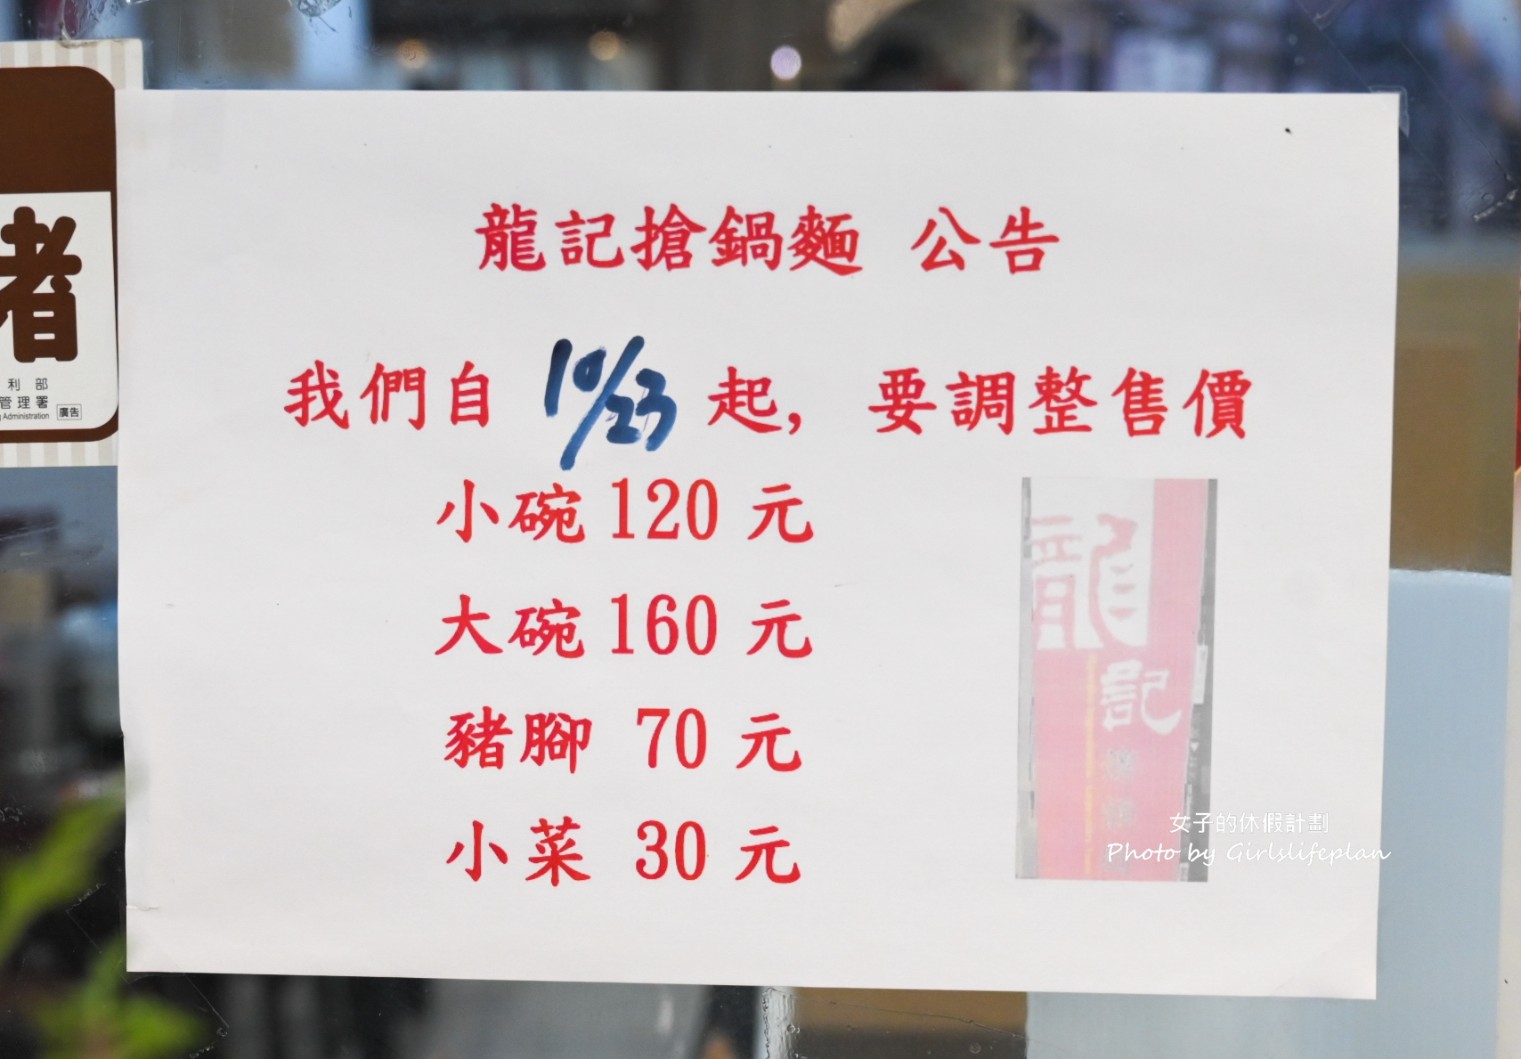 龍記搶鍋麵 公告
我們自 10/23 起, 要調整售價
小碗 120 元
大碗 160 元
豬腳 70 元
小菜 30 元
龍記
女子的休假計劃
Photo by Girlslifeplan
利部
管理署
Administration
廣告